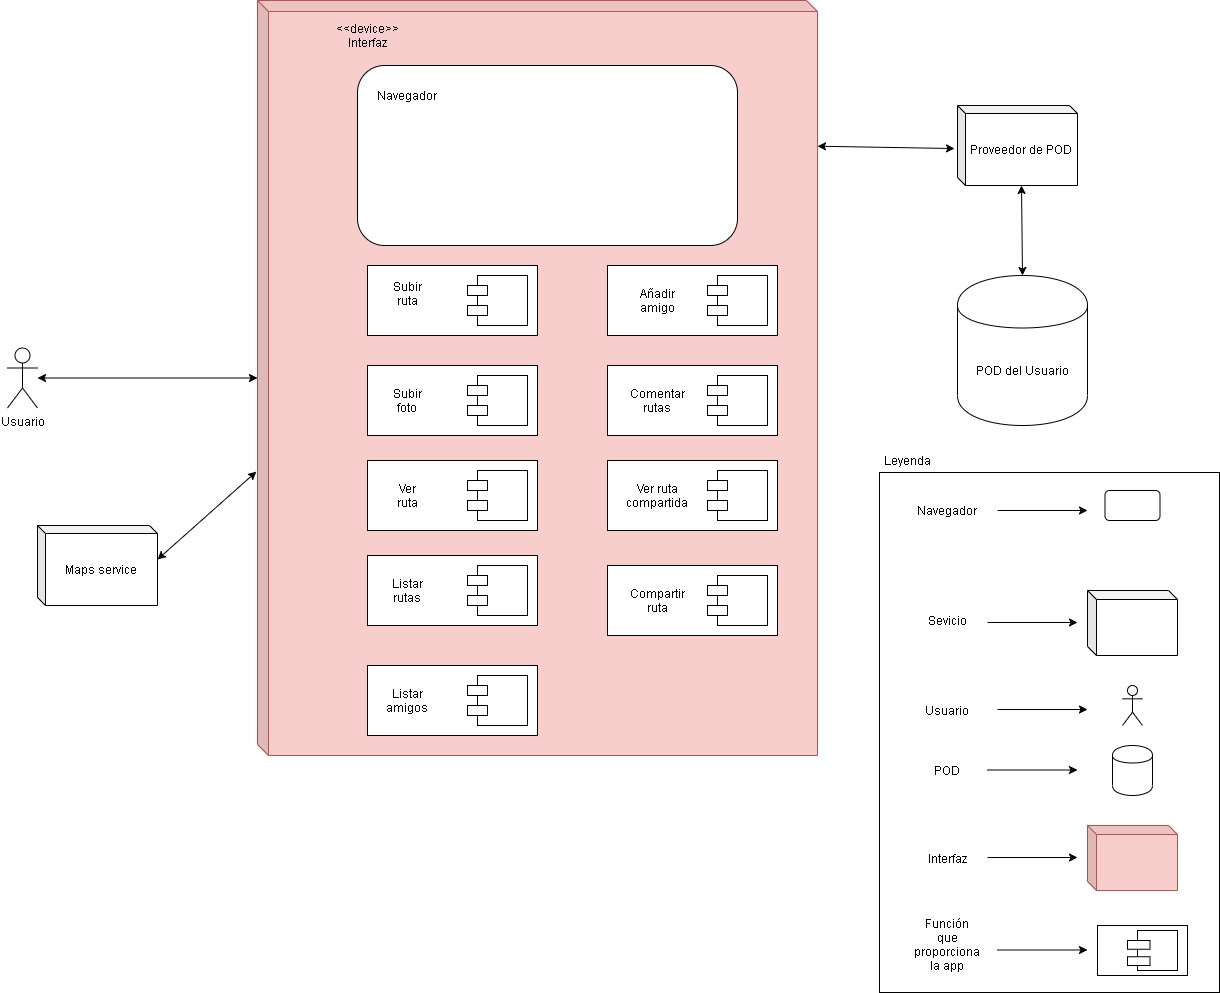 <<device>>
Interfaz
Navegador
Proveedor de POD
Subir
ruta
Añadir
amigo
POD del Usuario
Usuario
Subir
foto
Comentar
rutas
Ver
ruta
Ver ruta
compartida
Maps service
Listar
rutas
Compartir
ruta
Listar
amigos
Leyenda
Navegador
Sevicio
Usuario
POD
Interfaz
Función
que
proporciona
la app